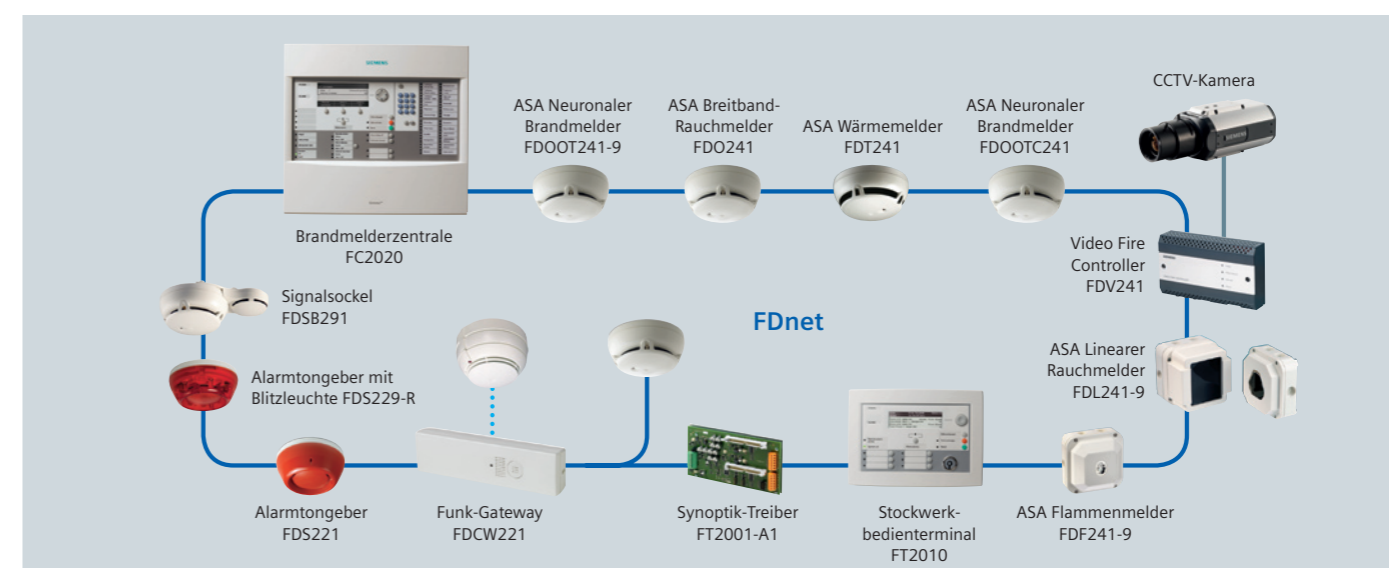 SIEMENS
ASA Neuronaler
Brandmelder
FDOOT241-9
ASA Breitband-
Rauchmelder
FDO241
ASA Wärmemelder
FDT241
ASA Neuronaler
Brandmelder
FDOOTC241
CCTV-Kamera
SIEMENS
Brandmelderzentrale
FC2020
Video Fire
Controller
FDV241
Signalsockel
FDSB291
FDnet
ASA Linearer
Rauchmelder
FDL241-9
Alarmtongeber mit
Blitzleuchte FDS229-R
Alarmtongeber
FDS221
Funk-Gateway
FDCW221
Synoptik-Treiber
FT2001-A1
Stockwerk-
bedienterminal
FT2010
ASA Flammenmelder
FDF241-9